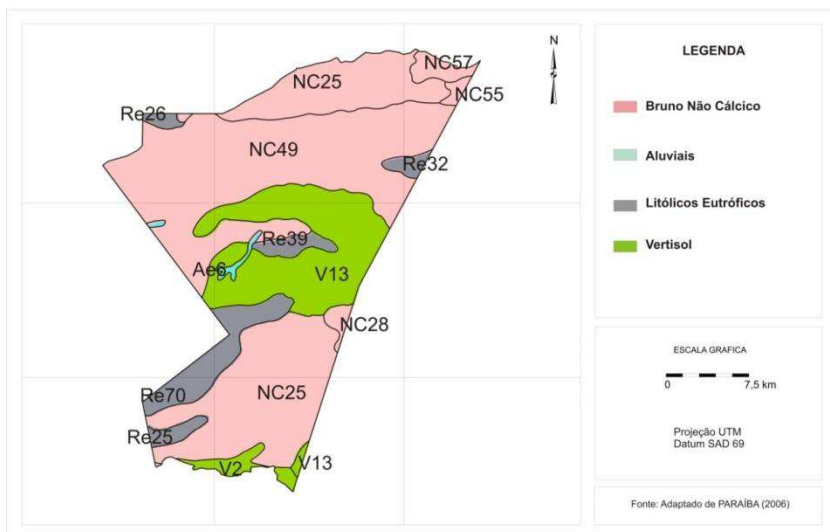 NC57
NC25
NC55
Re26
NC49
Re32
Re39
Ae6
V13
NC28
Re70
NC25
Re25
V2
V13
N
LEGENDA
Bruno Não Cálcico
Aluviais
Litólicos Eutróficos
Vertisol
ESCALA GRAFICA
0 7,5 km
Projeção UTM
Datum SAD 69
Fonte: Adaptado de PARAÍBA (2006)